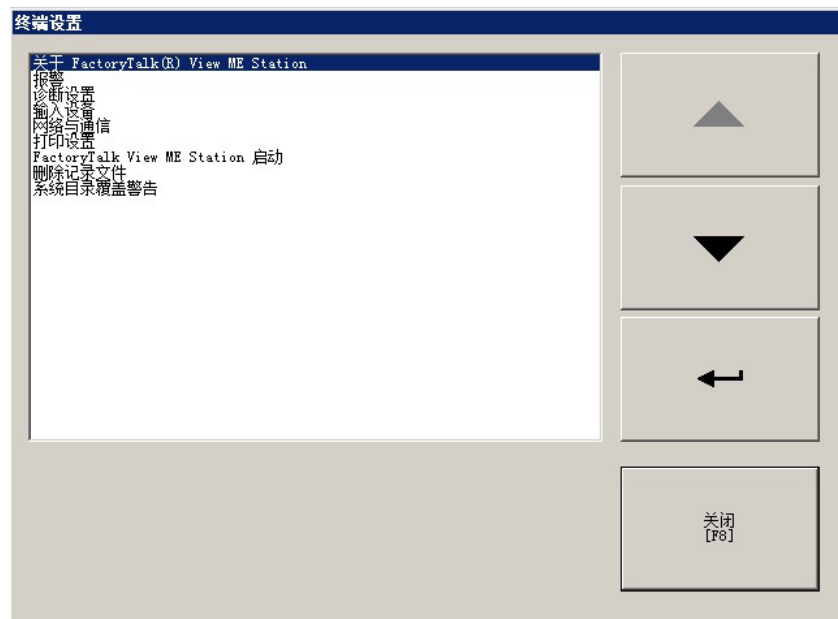 终端设置
关于 FactoryTalk(R) View ME Station
报警
诊断设置
输入设备
网络与通信
打印设置
FactoryTalk View ME Station 启动
删除记录文件
系统目录覆盖警告
关闭
[F8]